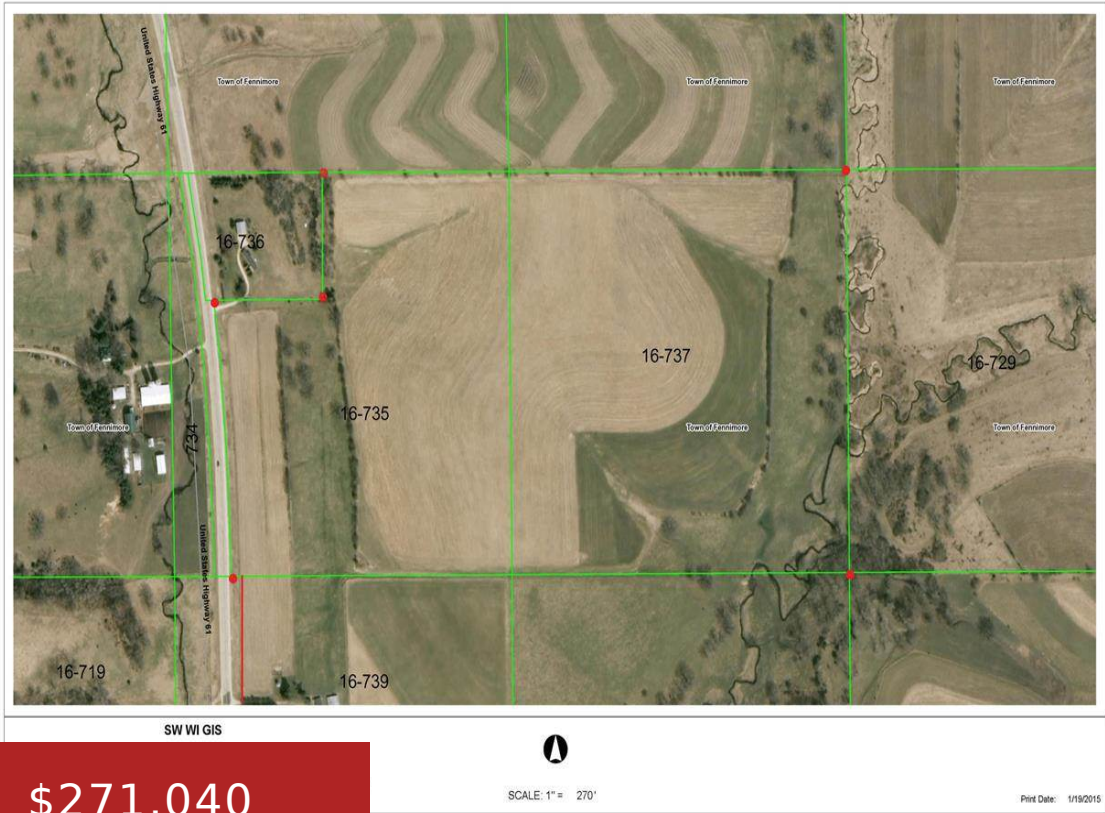 United States Highway 61
Town of Fennimore
Town of Fennimore
Town of Fennimore
16-736
16-737
16-729
16-735
Town of Fennimore
734
Town of Fennimore
Town of Fennimore
United States Highway 61
16-719
16-739
SW WI GIS
SCALE: 1" = 270'
Print Date: 1/19/2015
$271,040